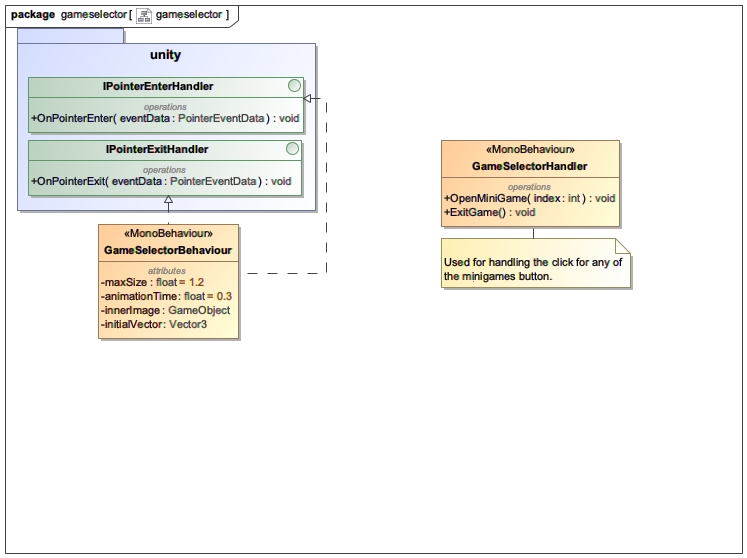 package gameselector[ gameselector ]
unity
IPointerEnterHandler
operations
+OnPointerEnter( eventData : PointerEventData ) : void
IPointerExitHandler
operations
+OnPointerExit( eventData : PointerEventData ) : void
«MonoBehaviour»
GameSelectorBehaviour
attributes
-maxSize : float = 1.2
-animationTime : float = 0.3
-innerImage : GameObject
-initialVector : Vector3
«MonoBehaviour»
GameSelectorHandler
operations
+OpenMiniGame( index : int ) : void
+ExitGame() : void
Used for handling the click for any of
the minigames button.